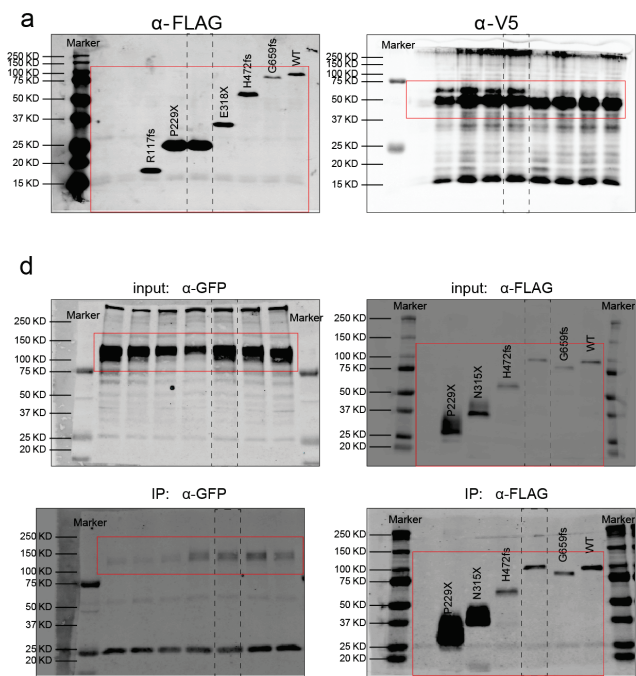 a
α-FLAG
α-V5
Marker
250 KD
150 KD
100 KD
75 KD
50 KD
37 KD
25 KD
20 KD
15 KD
R117fs
P229X
E318X
H472fs
G659fs
WT
Marker
250 KD
150 KD
100 KD
75 KD
50 KD
37 KD
25 KD
20 KD
15 KD
d
input: α-GFP
input: α-FLAG
Marker
Marker
250 KD
150 KD
100 KD
75 KD
50 KD
37 KD
25 KD
20 KD
Marker
Marker
250 KD
150 KD
100 KD
75 KD
50 KD
37 KD
25 KD
20 KD
P229X
N315X
H472fs
G659fs
WT
IP: α-GFP
IP: α-FLAG
Marker
250 KD
150 KD
100 KD
75 KD
50 KD
37 KD
25 KD
20 KD
Marker
Marker
250 KD
150 KD
100 KD
75 KD
50 KD
37 KD
25 KD
20 KD
P229X
N315X
H472fs
G659fs
WT